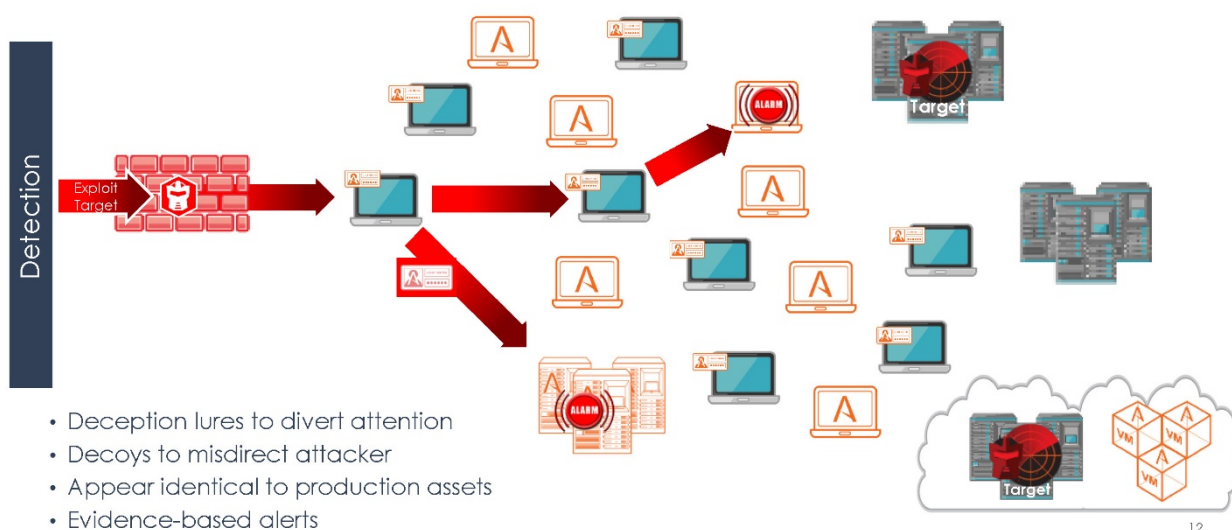 Detection
Exploit
Target
ALARM
Target
ALARM
Target
VM
VM
VM
• Deception lures to divert attention
• Decoys to misdirect attacker
• Appear identical to production assets
• Evidence-based alerts
12